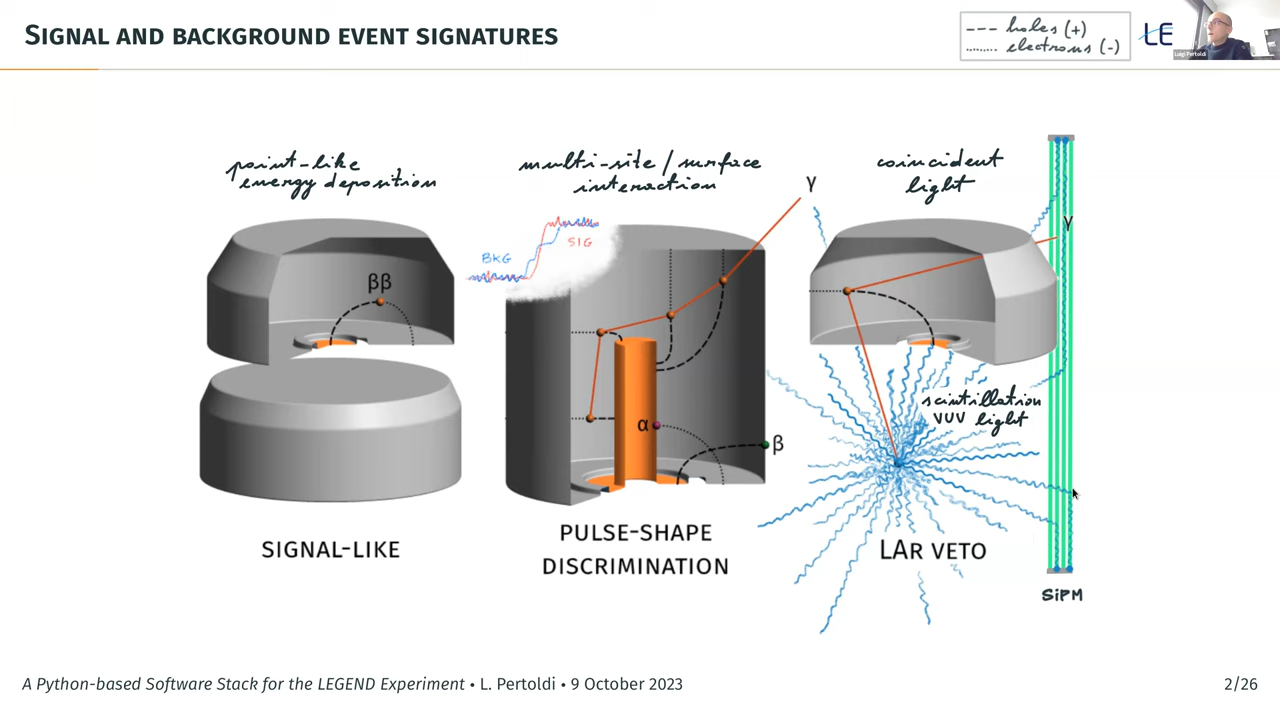 Signal and background event signatures
--- holes (+)
....... electrons (-)
LE
Luigi Pertoldi
point-like
energy deposition
multi-site / surface
interaction
coincident
light
γ
γ
BKG
SIG
ββ
α
β
scintillation
VUV light
SIGNAL-LIKE
PULSE-SHAPE
DISCRIMINATION
LAr VETO
SiPM
A Python-based Software Stack for the LEGEND Experiment • L. Pertoldi • 9 October 2023
2/26